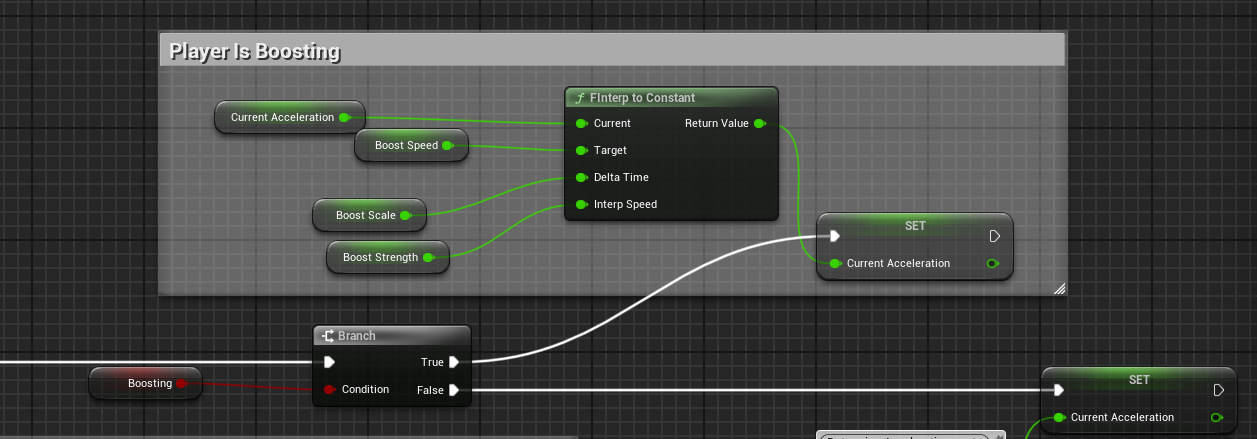 Player Is Boosting
FInterp to Constant
Current Acceleration
Current
Return Value
Boost Speed
Target
Delta Time
Boost Scale
Interp Speed
SET
Boost Strength
Current Acceleration
Branch
True
Boosting
Condition
False
SET
Current Acceleration